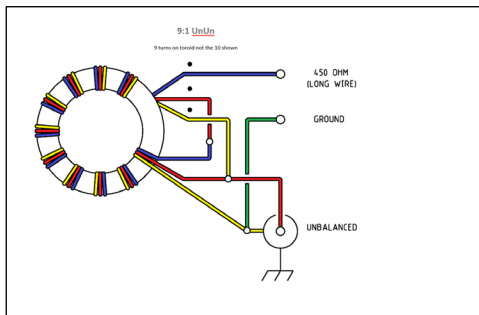 9:1 UnUn
9 turns on toroid not the 10 shown
450 OHM
(LONG WIRE)
GROUND
UNBALANCED